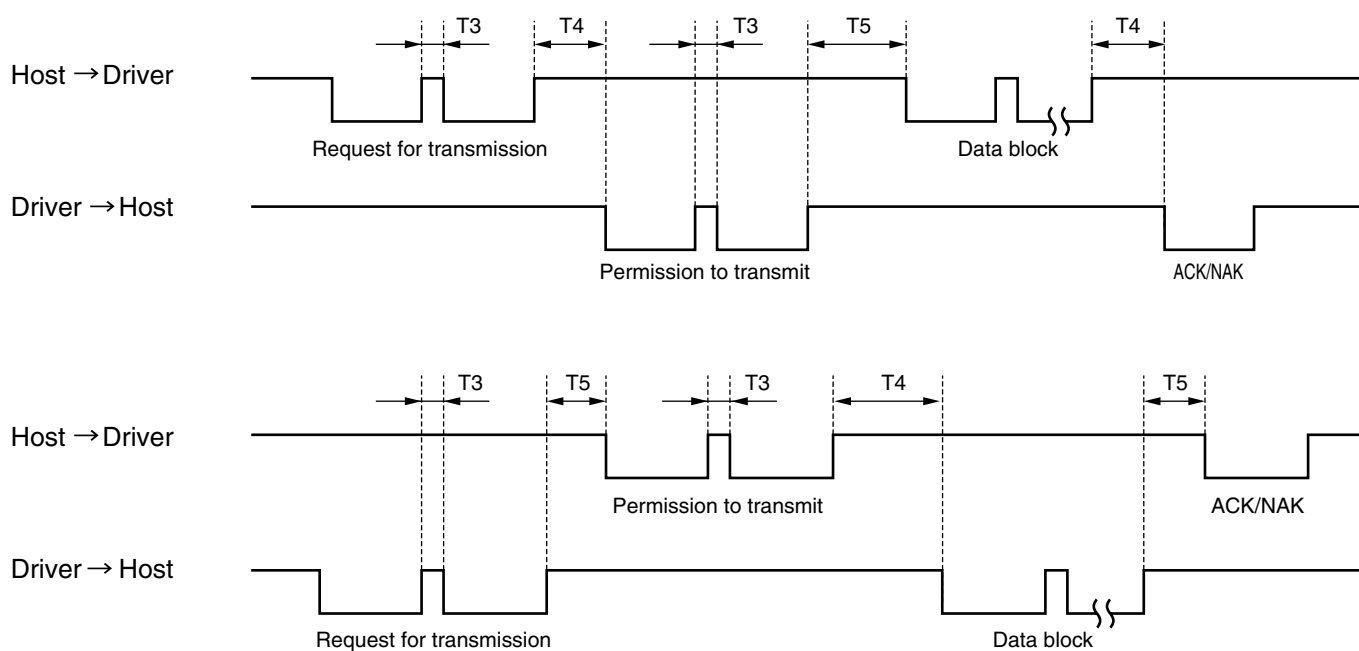 T3 T4 T3 T5 T4
Host → Driver
Request for transmission Data block
Driver → Host
Permission to transmit ACK/NAK
T3 T5 T3 T4 T5
Host → Driver
Permission to transmit ACK/NAK
Driver → Host
Request for transmission Data block